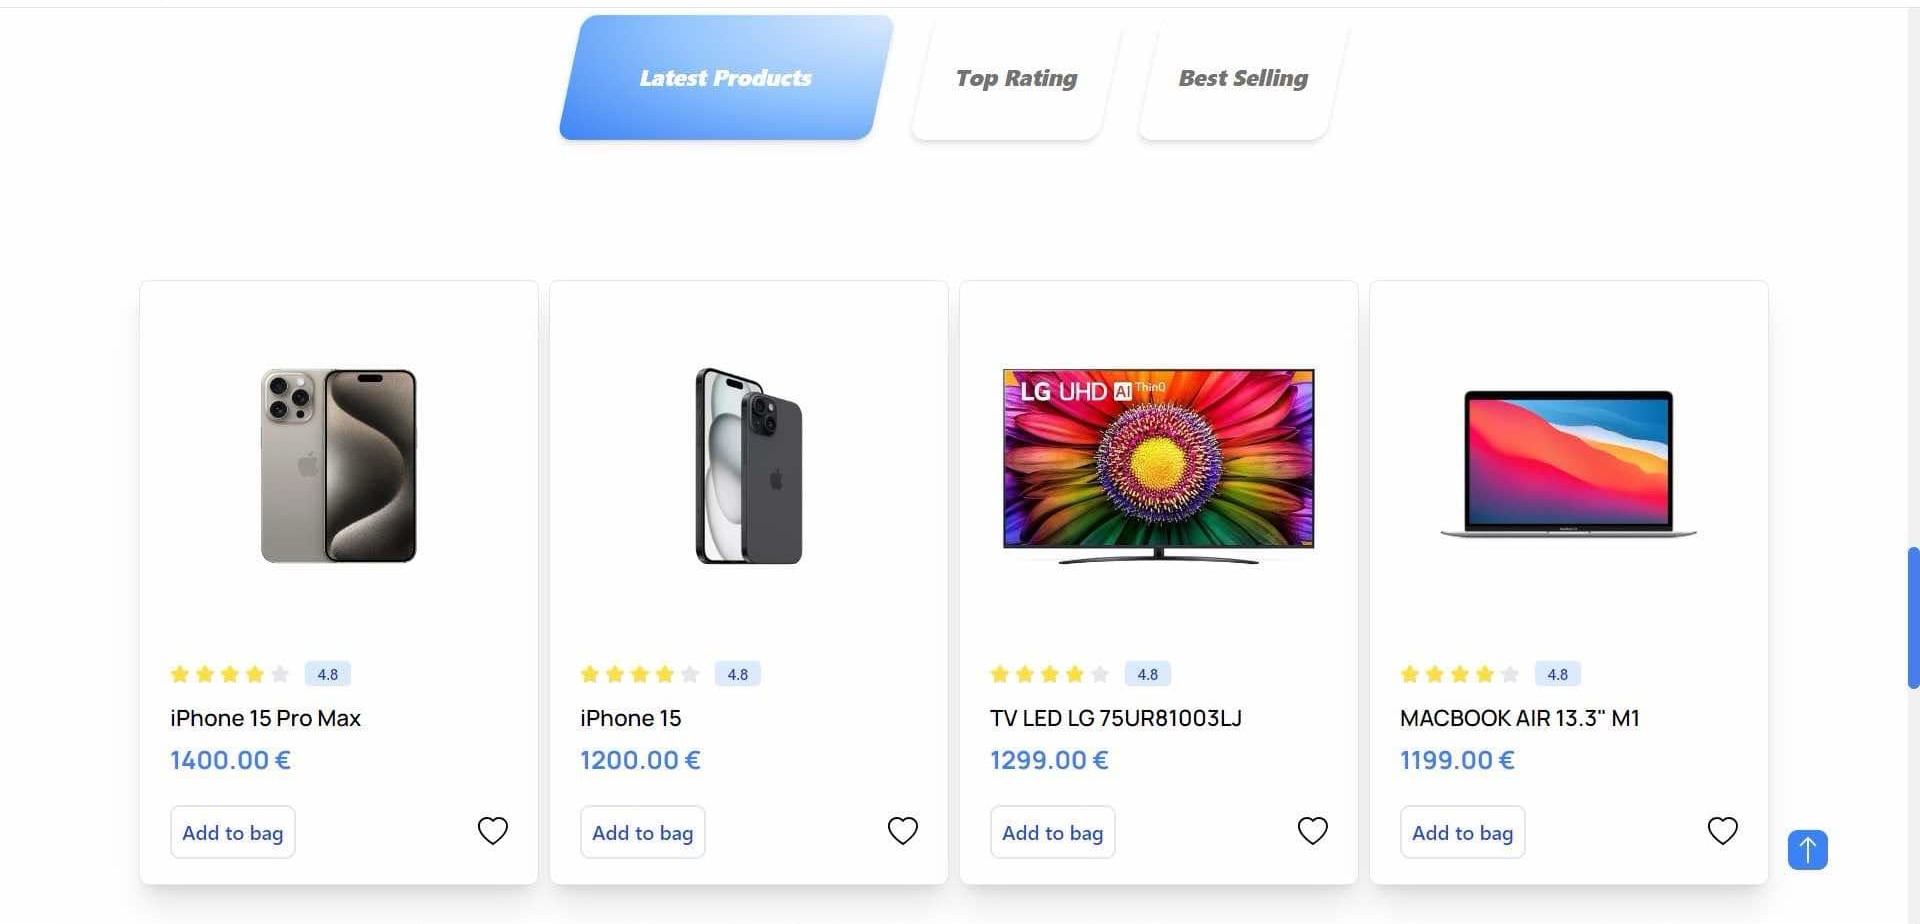 Latest Products
Top Rating
Best Selling
LG UHD AI ThinQ
4.8
iPhone 15 Pro Max
1400.00 €
Add to bag
4.8
iPhone 15
1200.00 €
Add to bag
4.8
TV LED LG 75UR81003LJ
1299.00 €
Add to bag
4.8
MACBOOK AIR 13.3" M1
1199.00 €
Add to bag